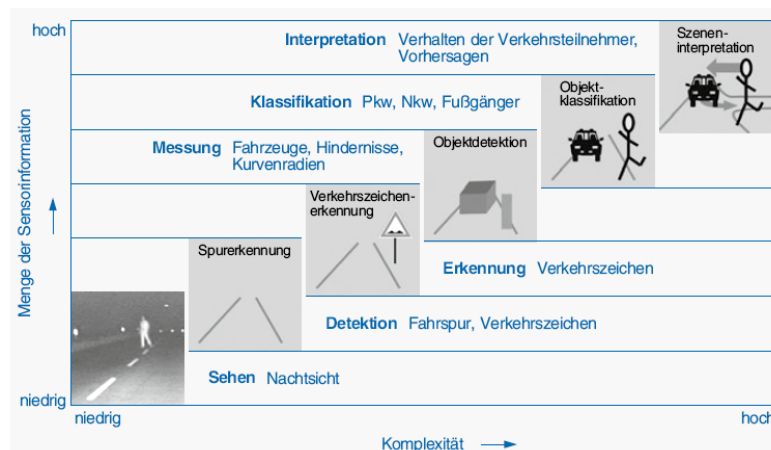 hoch
Interpretation Verhalten der Verkehrsteilnehmer,
Vorhersagen
Szenen-
interpretation
Klassifikation Pkw, Nkw, Fußgänger
Objekt-
klassifikation
Messung Fahrzeuge, Hindernisse,
Kurvenradien
Objektdetektion
Verkehrszeichen-
erkennung
Erkennung Verkehrszeichen
Spurerkennung
Detektion Fahrspur, Verkehrszeichen
Sehen Nachtsicht
Menge der Sensorinformation
niedrig
niedrig
hoch
Komplexität